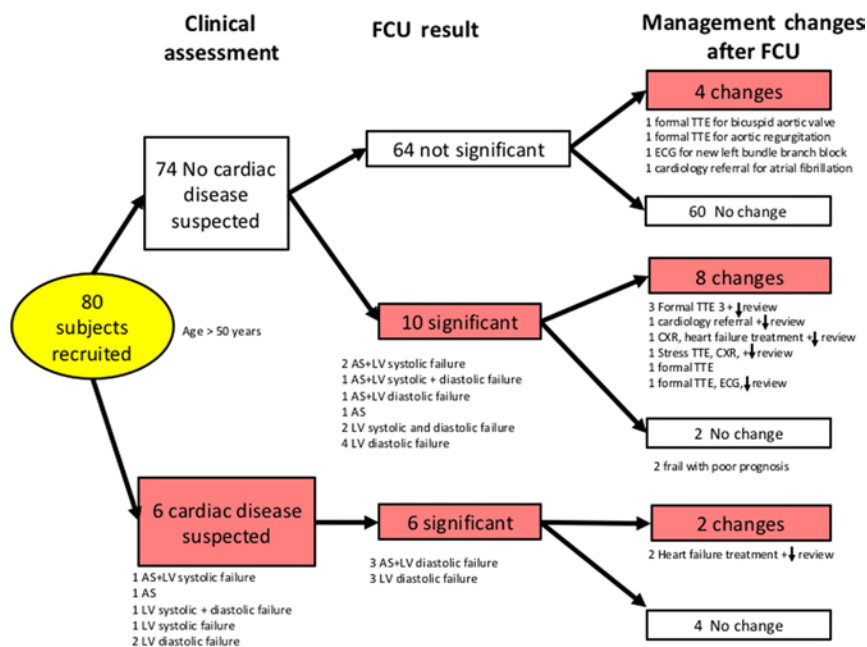 Clinical
assessment
FCU result
Management changes
after FCU
80
subjects
recruited
Age > 50 years
74 No cardiac
disease
suspected
64 not significant
4 changes
1 formal TTE for bicuspid aortic valve
1 formal TTE for aortic regurgitation
1 ECG for new left bundle branch block
1 cardiology referral for atrial fibrillation
60 No change
10 significant
2 AS+LV systolic failure
1 AS+LV systolic + diastolic failure
1 AS+LV diastolic failure
1 AS
2 LV systolic and diastolic failure
4 LV diastolic failure
8 changes
3 Formal TTE 3 +↓review
1 cardiology referral +↓review
1 CXR, heart failure treatment +↓review
1 Stress TTE, CXR, +↓review
1 formal TTE
1 formal TTE, ECG,↓review
2 No change
2 frail with poor prognosis
6 cardiac disease
suspected
1 AS+LV systolic failure
1 AS
1 LV systolic + diastolic failure
1 LV systolic failure
2 LV diastolic failure
6 significant
3 AS+LV diastolic failure
3 LV diastolic failure
2 changes
2 Heart failure treatment +↓review
4 No change